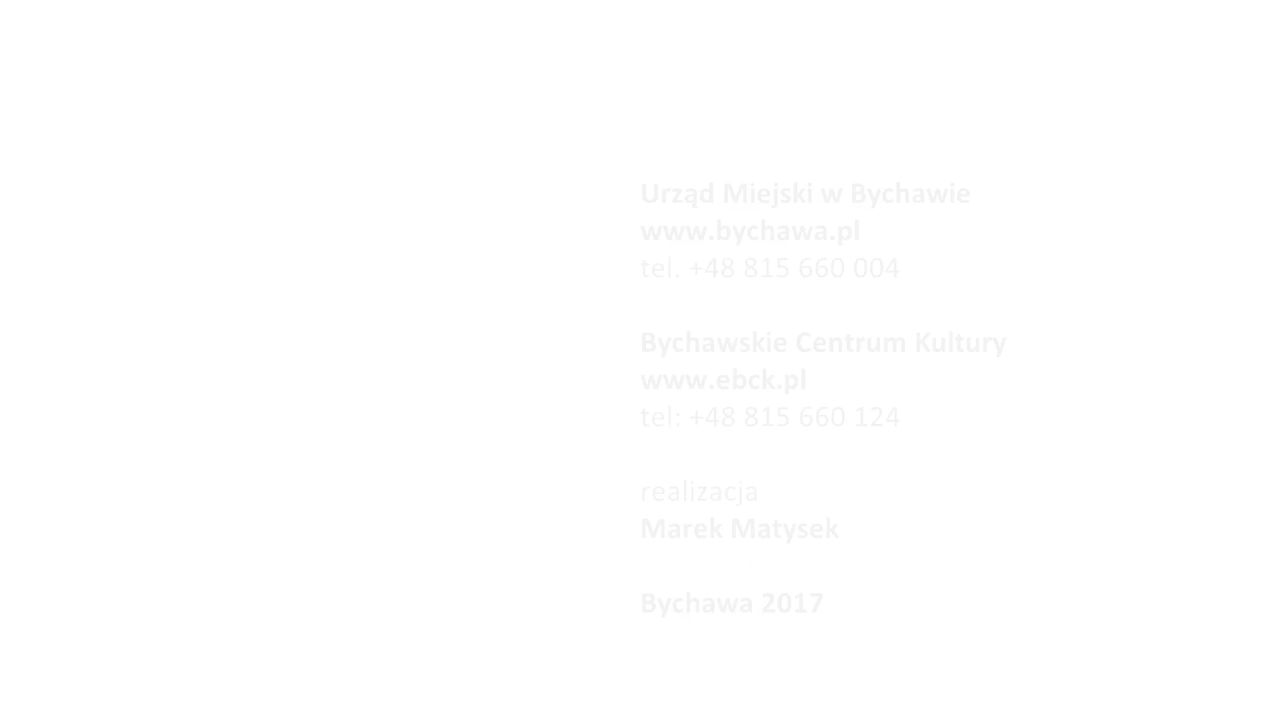 Urząd Miejski w Bychawie
www.bychawa.pl
tel. +48 815 660 004
Bychawskie Centrum Kultury
www.ebck.pl
tel: +48 815 660 124
realizacja
Marek Matysek
Bychawa 2017